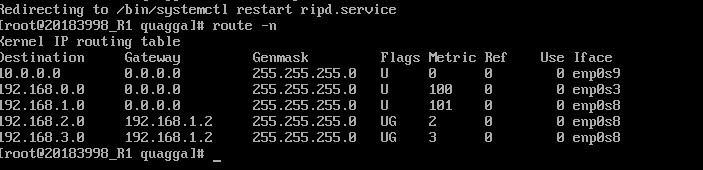 Redirecting to /bin/systemctl restart ripd.service
[root@20183998_R1 quagga]# route -n
Kernel IP routing table
Destination     Gateway         Genmask         Flags Metric Ref    Use Iface
10.0.0.0        0.0.0.0         255.255.255.0   U     0      0        0 enp0s9
192.168.0.0     0.0.0.0         255.255.255.0   U     100    0        0 enp0s3
192.168.1.0     0.0.0.0         255.255.255.0   U     101    0        0 enp0s8
192.168.2.0     192.168.1.2     255.255.255.0   UG    2      0        0 enp0s8
192.168.3.0     192.168.1.2     255.255.255.0   UG    3      0        0 enp0s8
[root@20183998_R1 quagga]# _